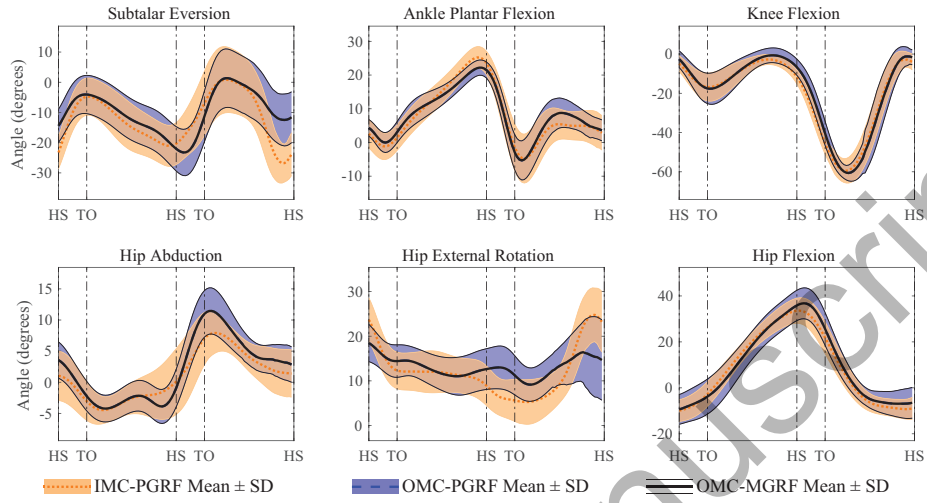 Subtalar Eversion
Ankle Plantar Flexion
Knee Flexion
Angle (degrees)
10
0
-10
-20
-30
HS TO HS TO HS
30
20
10
0
-10
HS TO HS TO HS
0
-20
-40
-60
HS TO HS TO HS
Hip Abduction
Hip External Rotation
Hip Flexion
Angle (degrees)
15
10
5
0
-5
HS TO HS TO HS
30
20
10
0
HS TO HS TO HS
40
20
0
-20
HS TO HS TO HS
IMC-PGRF Mean ± SD
OMC-PGRF Mean ± SD
OMC-MGRF Mean ± SD